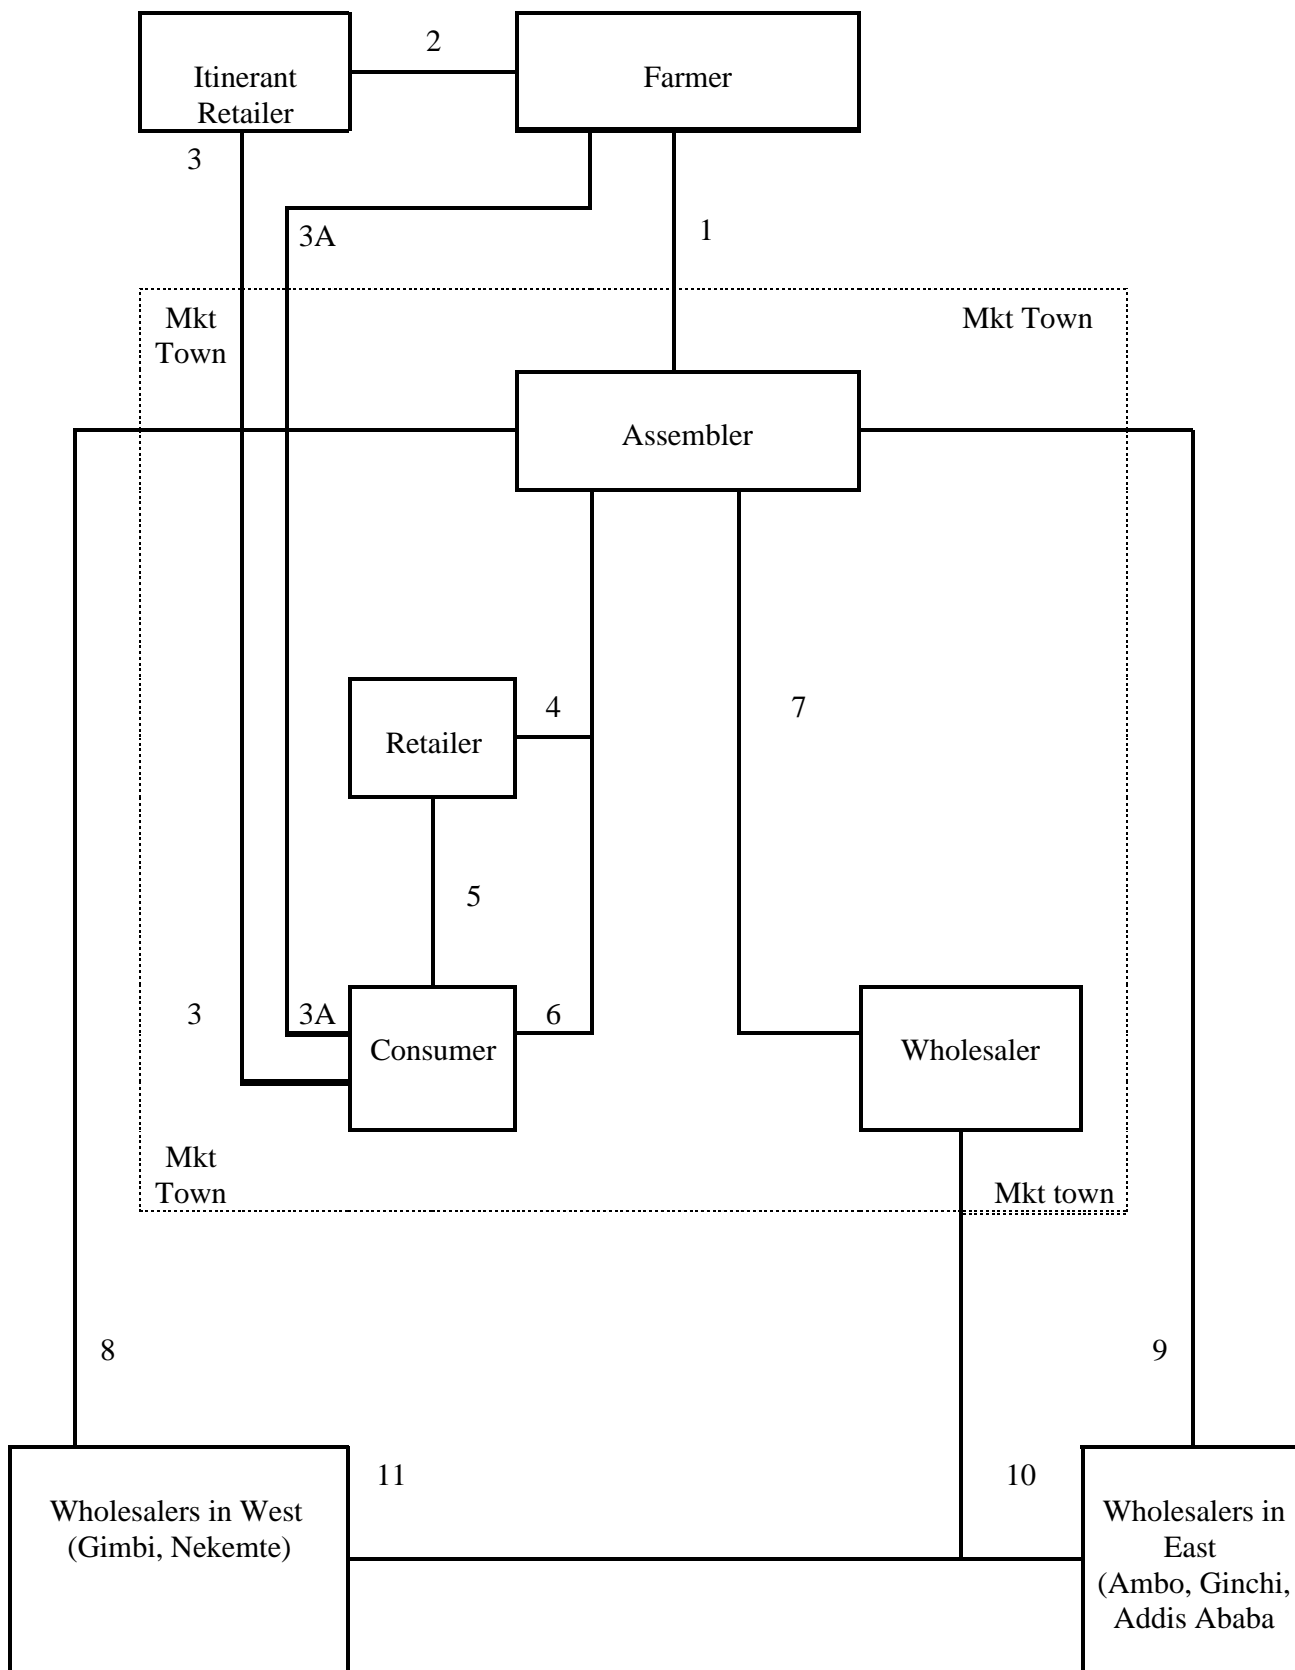 2
Itinerant
Retailer
Farmer
3
3A
1
Mkt
Town
Mkt Town
Assembler
4
7
Retailer
5
3
3A
6
Consumer
Wholesaler
Mkt
Town
Mkt town
8
9
11
10
Wholesalers in West
(Gimbi, Nekemte)
Wholesalers in
East
(Ambo, Ginchi,
Addis Ababa